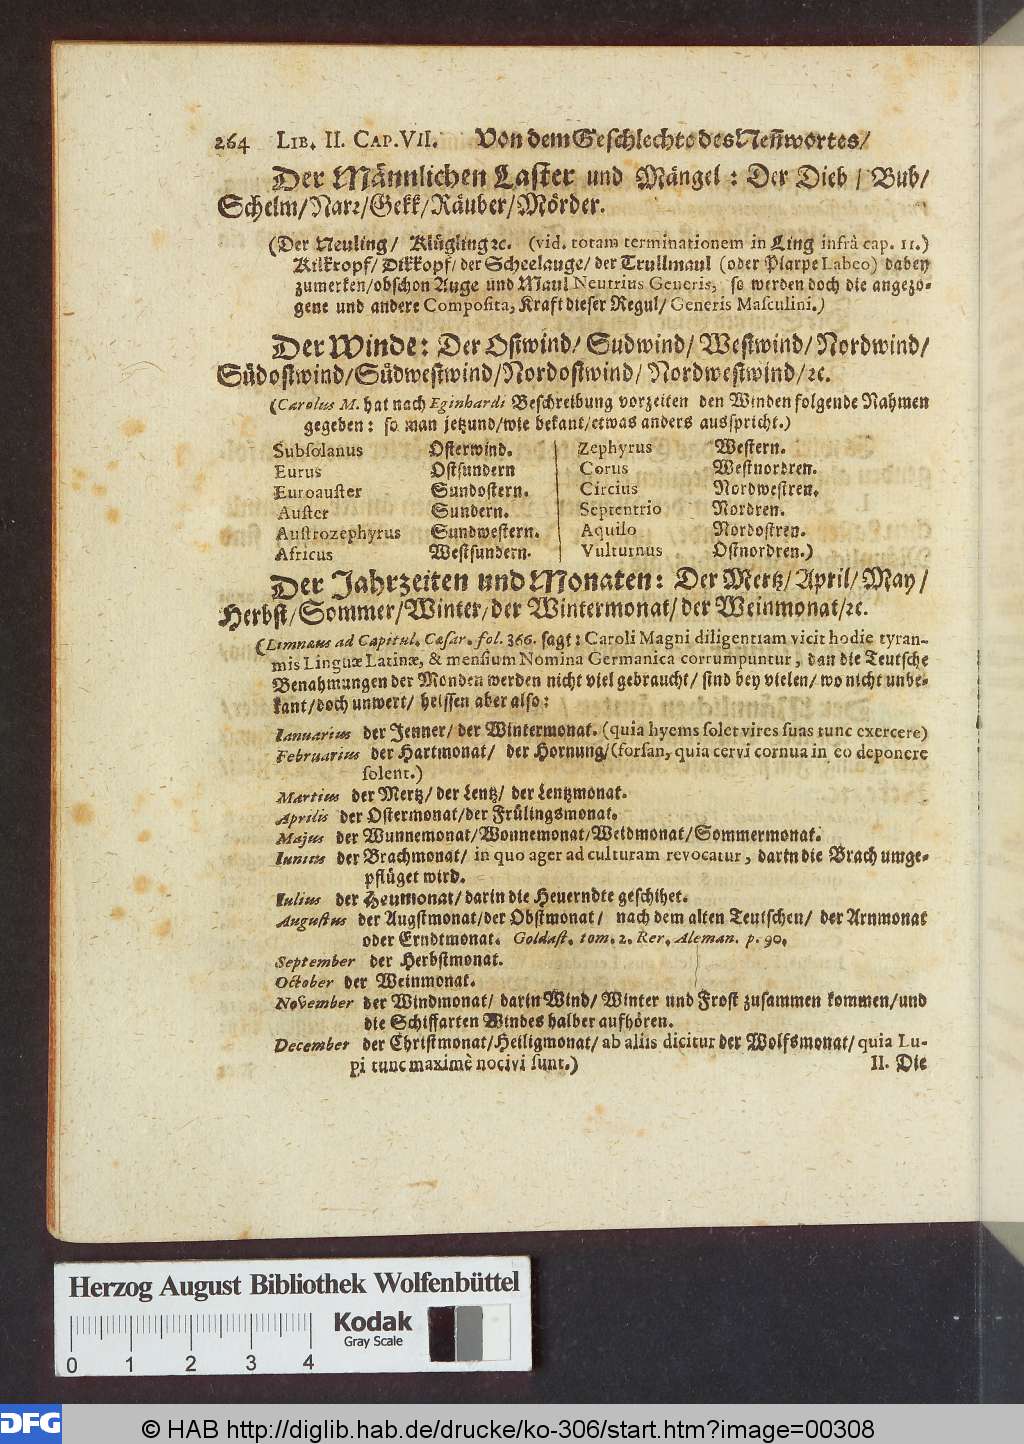 264 LIB. II. CAP. VII. Von dem Geschlechte des Neñwortes/
Der Männlichen Laster und Mängel: Der Dieb/ Bub/
Schelm/ Narr/ Gekk/ Räuber/ Mörder.
(Der Neuling/ Klügling ꝛc. (vid. totam terminationem in Ling infrà cap. 11.)
Kilkropf/ Dikkopf/ der Scheelauge/ der Trullmaul (oder Plarpe Labeo) dabey
zumerken/ obschon Auge und Maul Neutrius Generis, so werden doch die angezo-
gene und andere Composita, Kraft dieser Regul/ Generis Masculini.)
Der Winde: Der Ostwind/ Sudwind/ Westwind/ Nordwind/
Südostwind/ Südwestwind/ Nordostwind/ Nordwestwind/ ꝛc.
(Carolus M. hat nach Eginhardi Beschreibung vorzeiten den Winden folgende Nahmen
gegeben: so man jetzund/ wie bekant/ etwas anders ausspricht.)
Subsolanus Osterwind. Zephyrus Western.
Eurus Ostsundern Corus Westnordren.
Euroauster Sundostern. Circius Nordwestren.
Auster Sundern. Septentrio Nordren.
Austrozephyrus Sundwestern. Aquilo Nordostren.
Africus Westsundern. Vulturnus Ostnordren.)
Der Jahrzeiten und Monaten: Der Mertz/ April/ May/
Herbst/ Sommer/ Winter/ der Wintermonat/ der Weinmonat/ ꝛc.
(Limnæus ad Capitul. Cæsar. fol. 366. sagt: Caroli Magni diligentiam vicit hodie tyran-
mis Linguæ Latinæ, & mensium Nomina Germanica corrumpuntur, dan die Teutsche
Benahmungen der Monden werden nicht viel gebraucht/ sind bey vielen/ wo nicht unbe-
kant/ doch unwert/ heissen aber also:
Ianuarius der Jenner/ der Wintermonat. (quia hyems solet vires suas tunc exercere)
Februarius der Hartmonat/ der Hornung/ (forsan, quia cervi cornua in eo deponere
solent.)
Martius der Mertz/ der Lentz/ der Lentzmonat.
Aprilis der Ostermonat/ der Frülingsmonat.
Majus der Wunnemonat/ Wonnemonat/ Weidmonat/ Sommermonat.
Iunius der Brachmonat/ in quo ager ad culturam revocatur, darin die Brach umge-
pflüget wird.
Iulius der Heumonat/ darin die Heuerndte geschihet.
Augustus der Augstmonat/ der Obstmonat/ nach dem alten Teutschen/ der Arnmonat
oder Erndtmonat. Goldast. tom. 2. Rer. Aleman. p. 90.
September der Herbstmonat.
October der Weinmonat.
November der Windmonat/ darin Wind/ Winter und Frost zusammen kommen/ und
die Schiffarten Windes halber aufhören.
December der Christmonat/ Heiligmonat/ ab aliis dicitur der Wolfsmonat/ quia Lu-
pi tunc maximè nocivi sunt.) II. Die
Herzog August Bibliothek Wolfenbüttel
Kodak
Gray Scale
0 1 2 3 4
DFG © HAB http://diglib.hab.de/drucke/ko-306/start.htm?image=00308